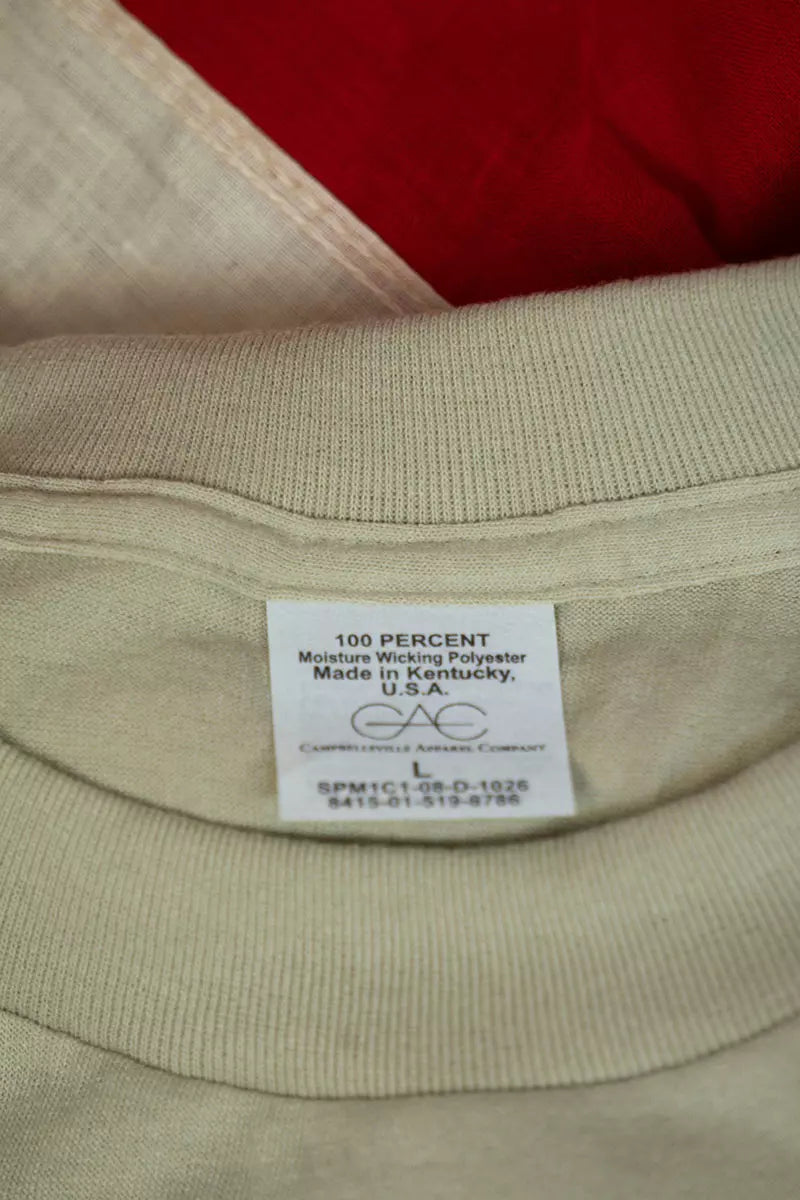 100 PERCENT
Moisture Wicking Polyester
Made in Kentucky,
U.S.A.
CAC
CAMPBELLSVILLE APPAREL COMPANY
L
SPM1C1-08-D-1026
8415-01-519-8786